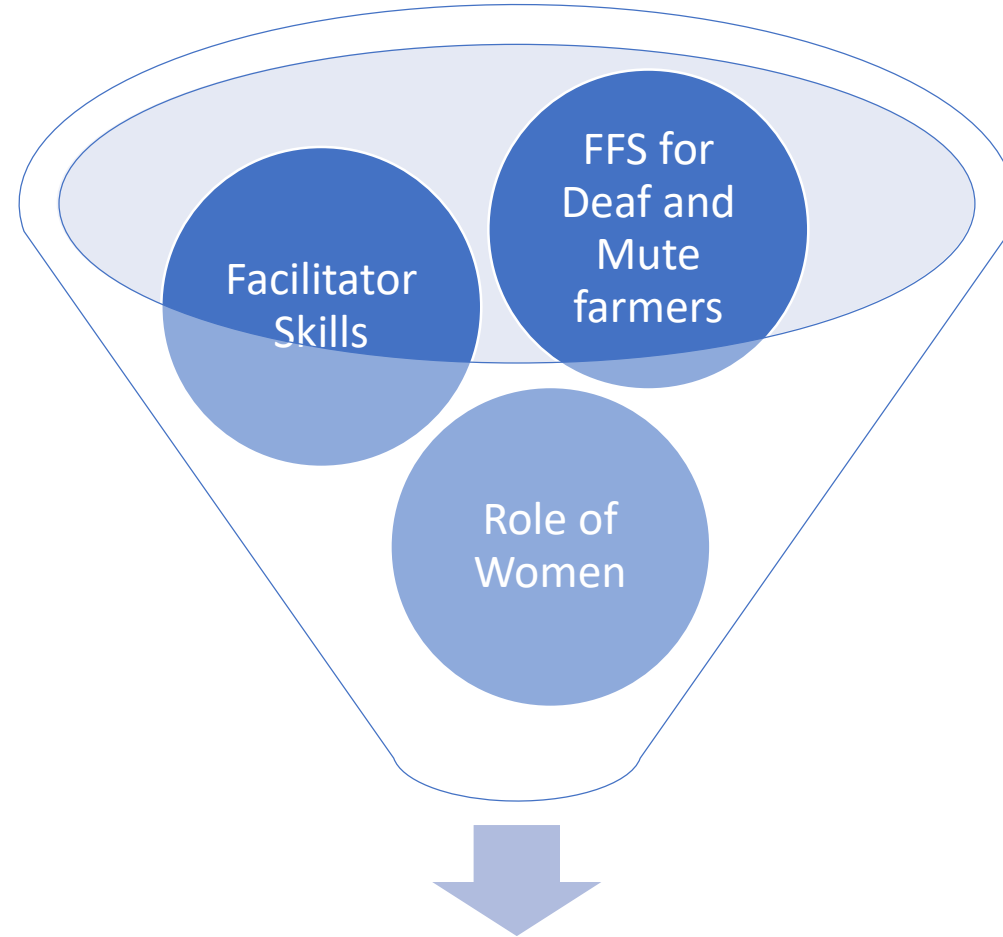 FFS for
Deaf and
Mute
farmers
Facilitator
Skills
Role of
Women